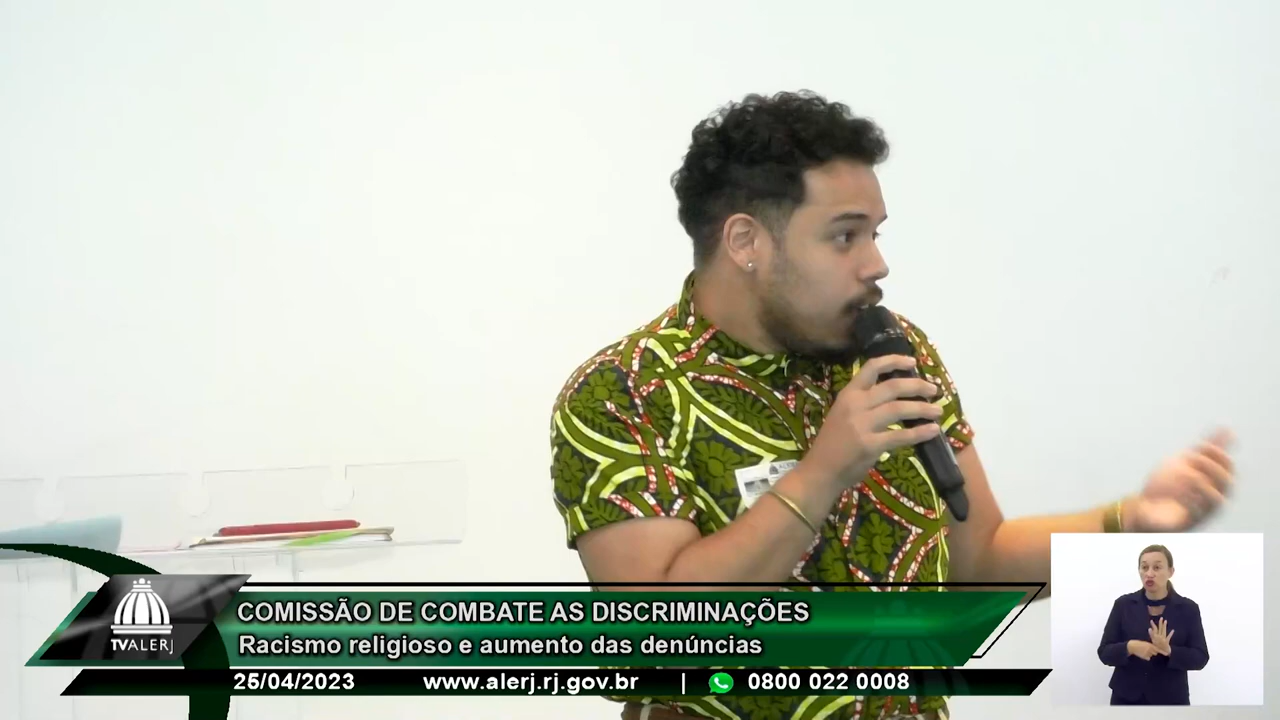 COMISSÃO DE COMBATE AS DISCRIMINAÇÕES
TVALERJ
Racismo religioso e aumento das denúncias
25/04/2023 www.alerj.rj.gov.br | 0800 022 0008